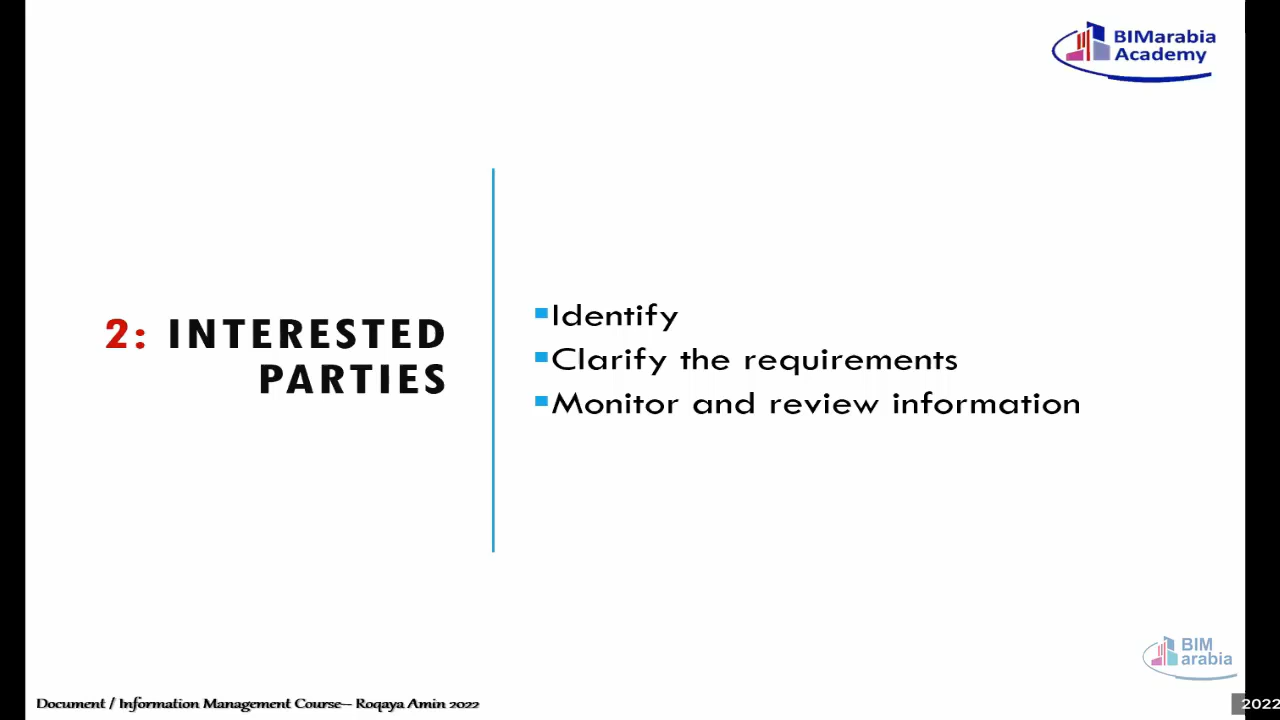 BIMarabia
Academy
2: INTERESTED
PARTIES
Identify
Clarify the requirements
Monitor and review information
BIM
arabia
Document / Information Management Course-- Roqaya Amin 2022
2022